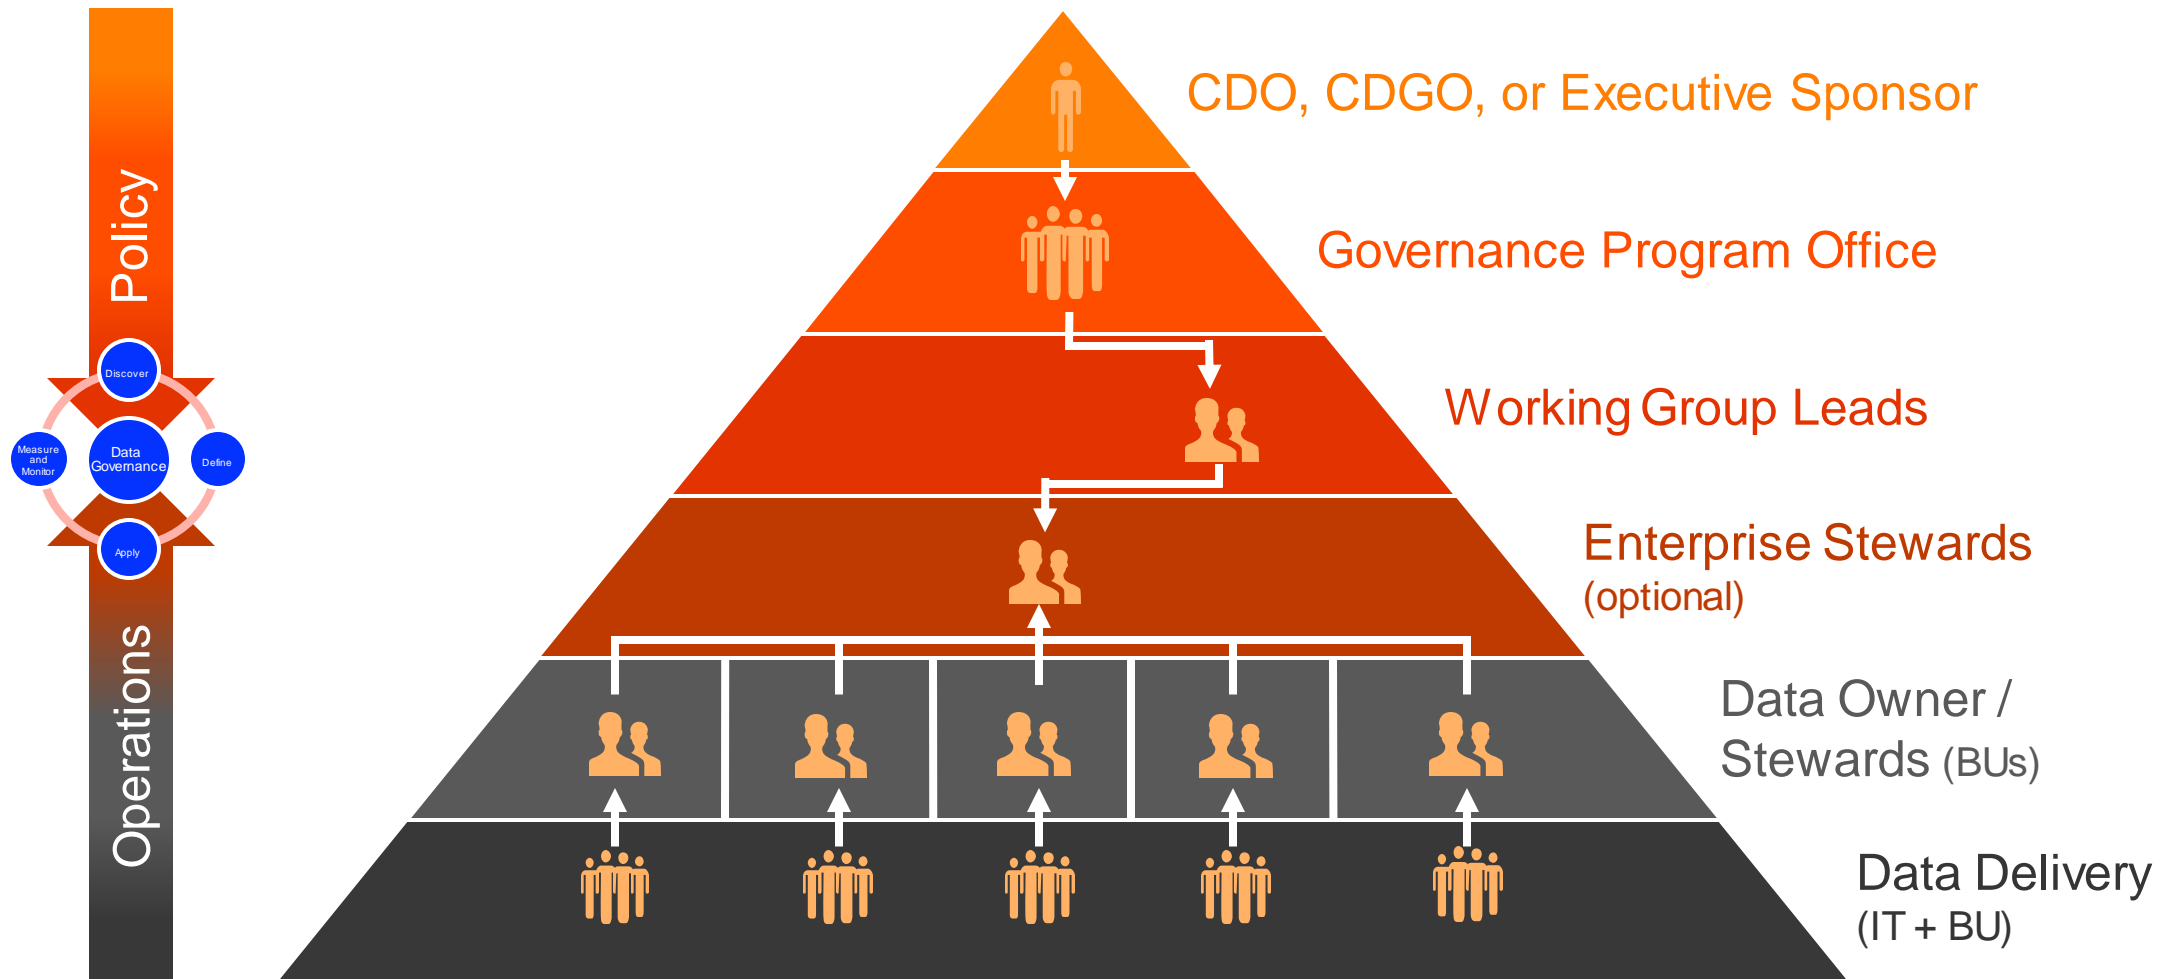 Policy
Discover
Measure
and
Monitor
Data
Governance
Define
Apply
Operations
CDO, CDGO, or Executive Sponsor
Governance Program Office
Working Group Leads
Enterprise Stewards
(optional)
Data Owner /
Stewards (BUs)
Data Delivery
(IT + BU)